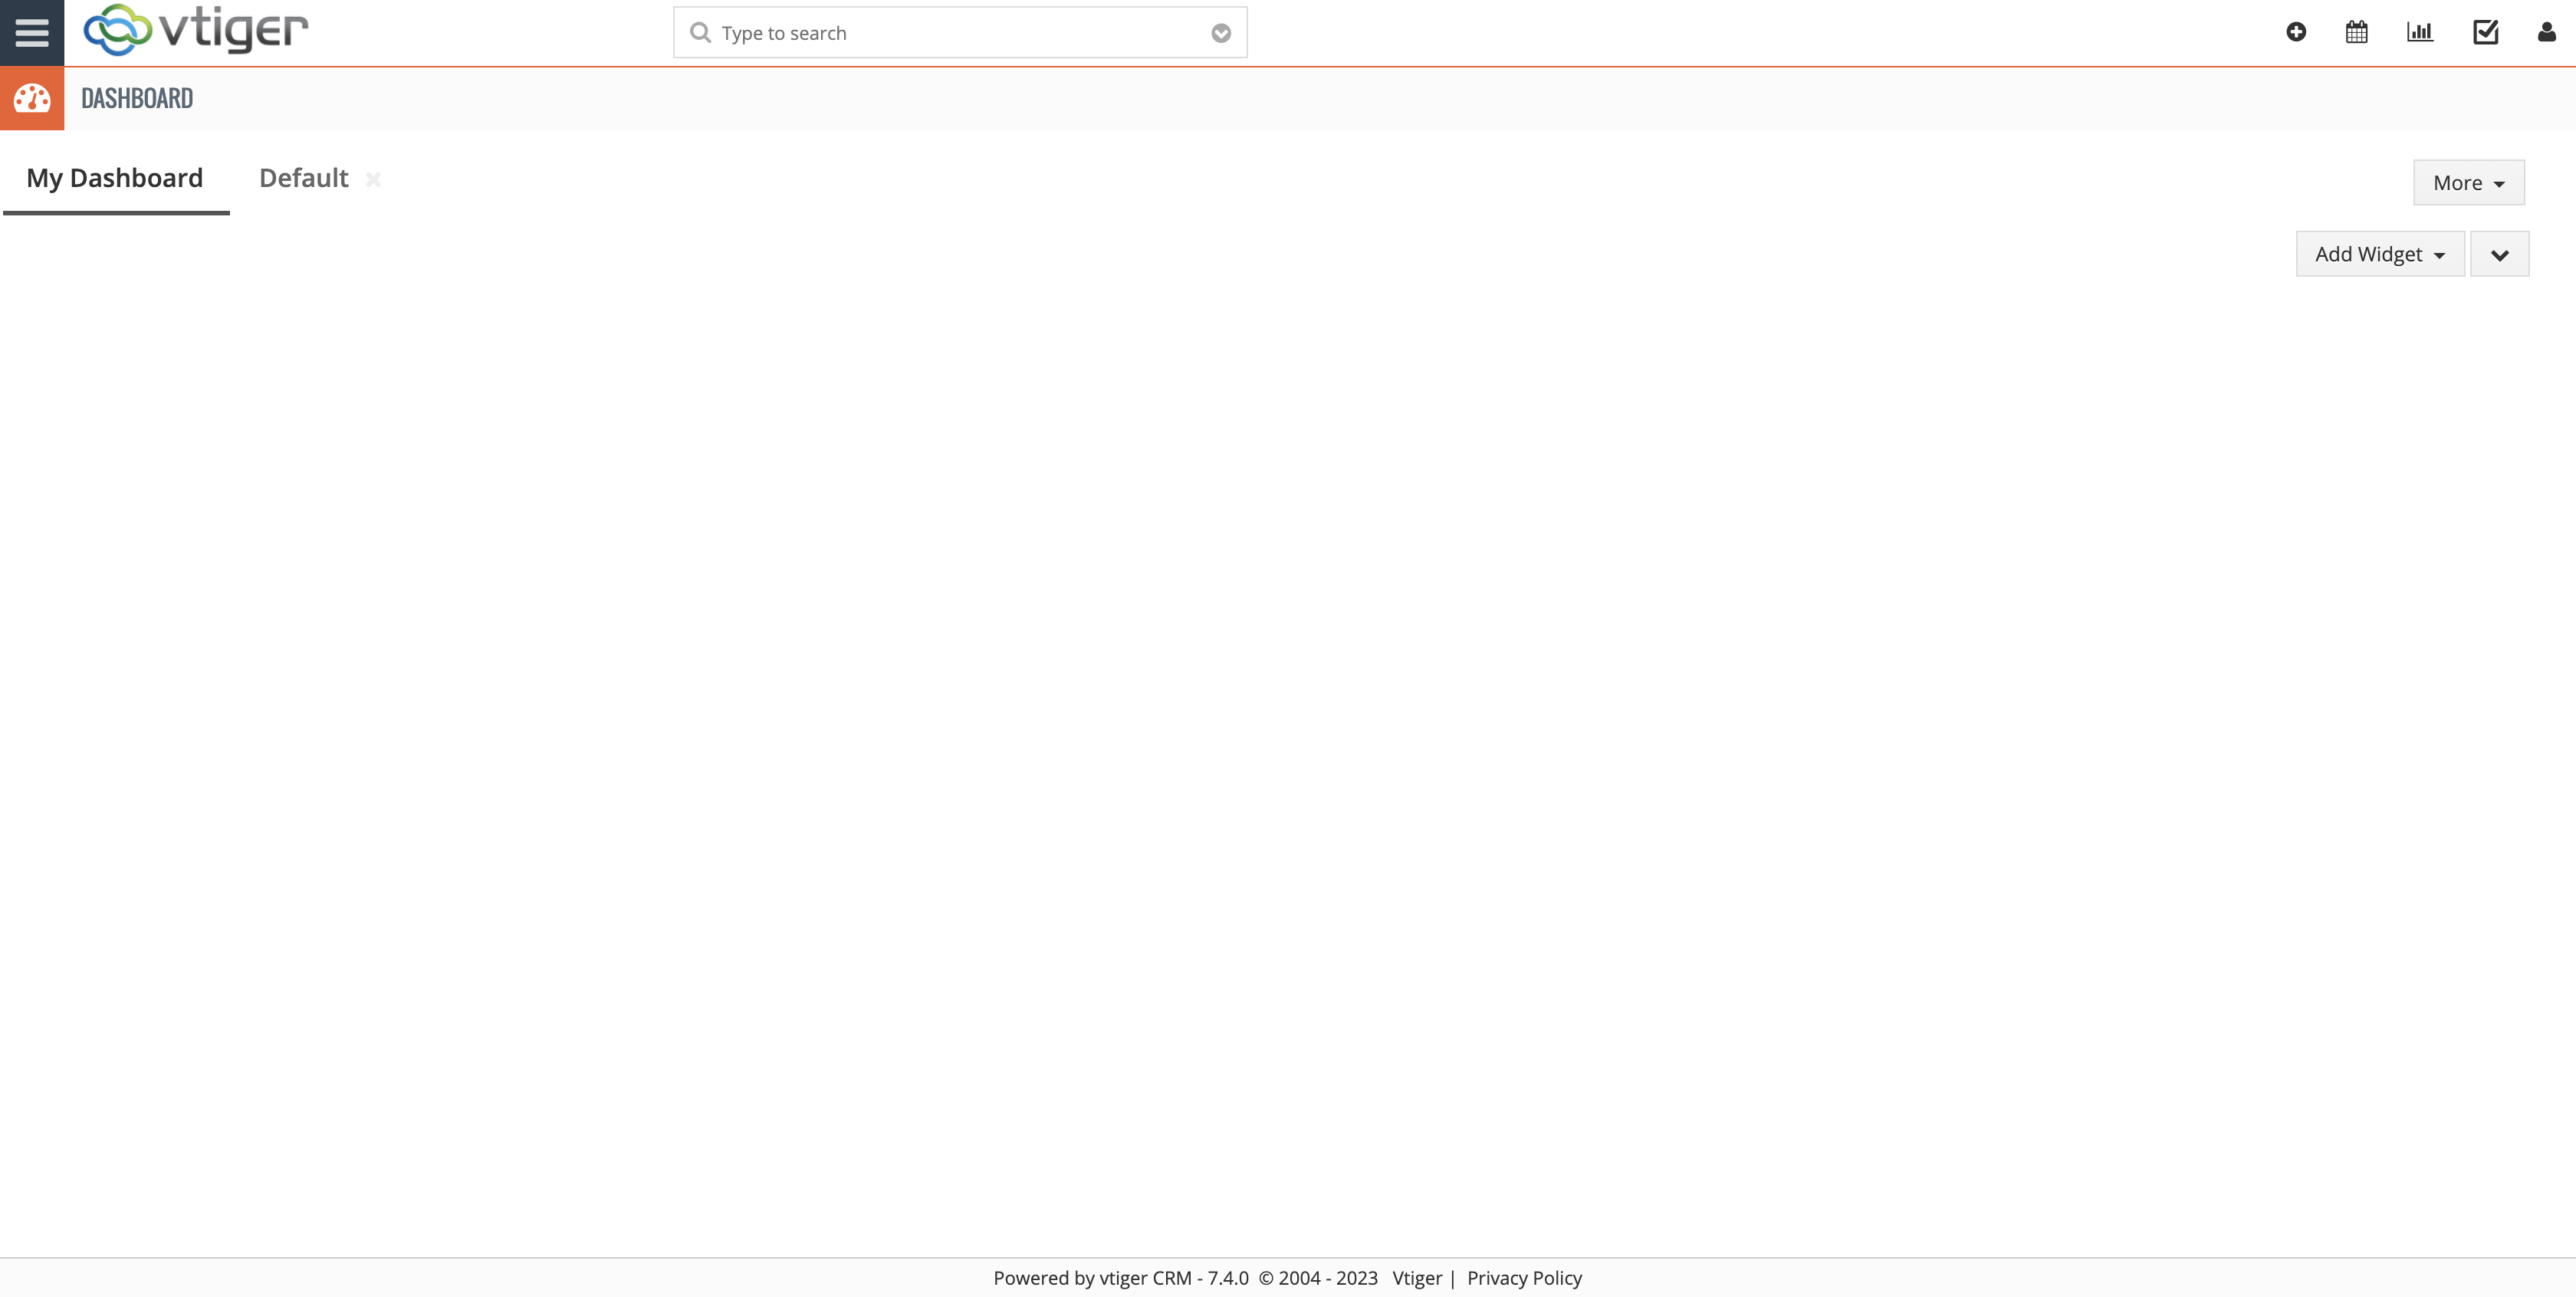 vtiger
Type to search
DASHBOARD
My Dashboard
Default
More
Add Widget
Powered by vtiger CRM - 7.4.0 © 2004 - 2023 Vtiger | Privacy Policy